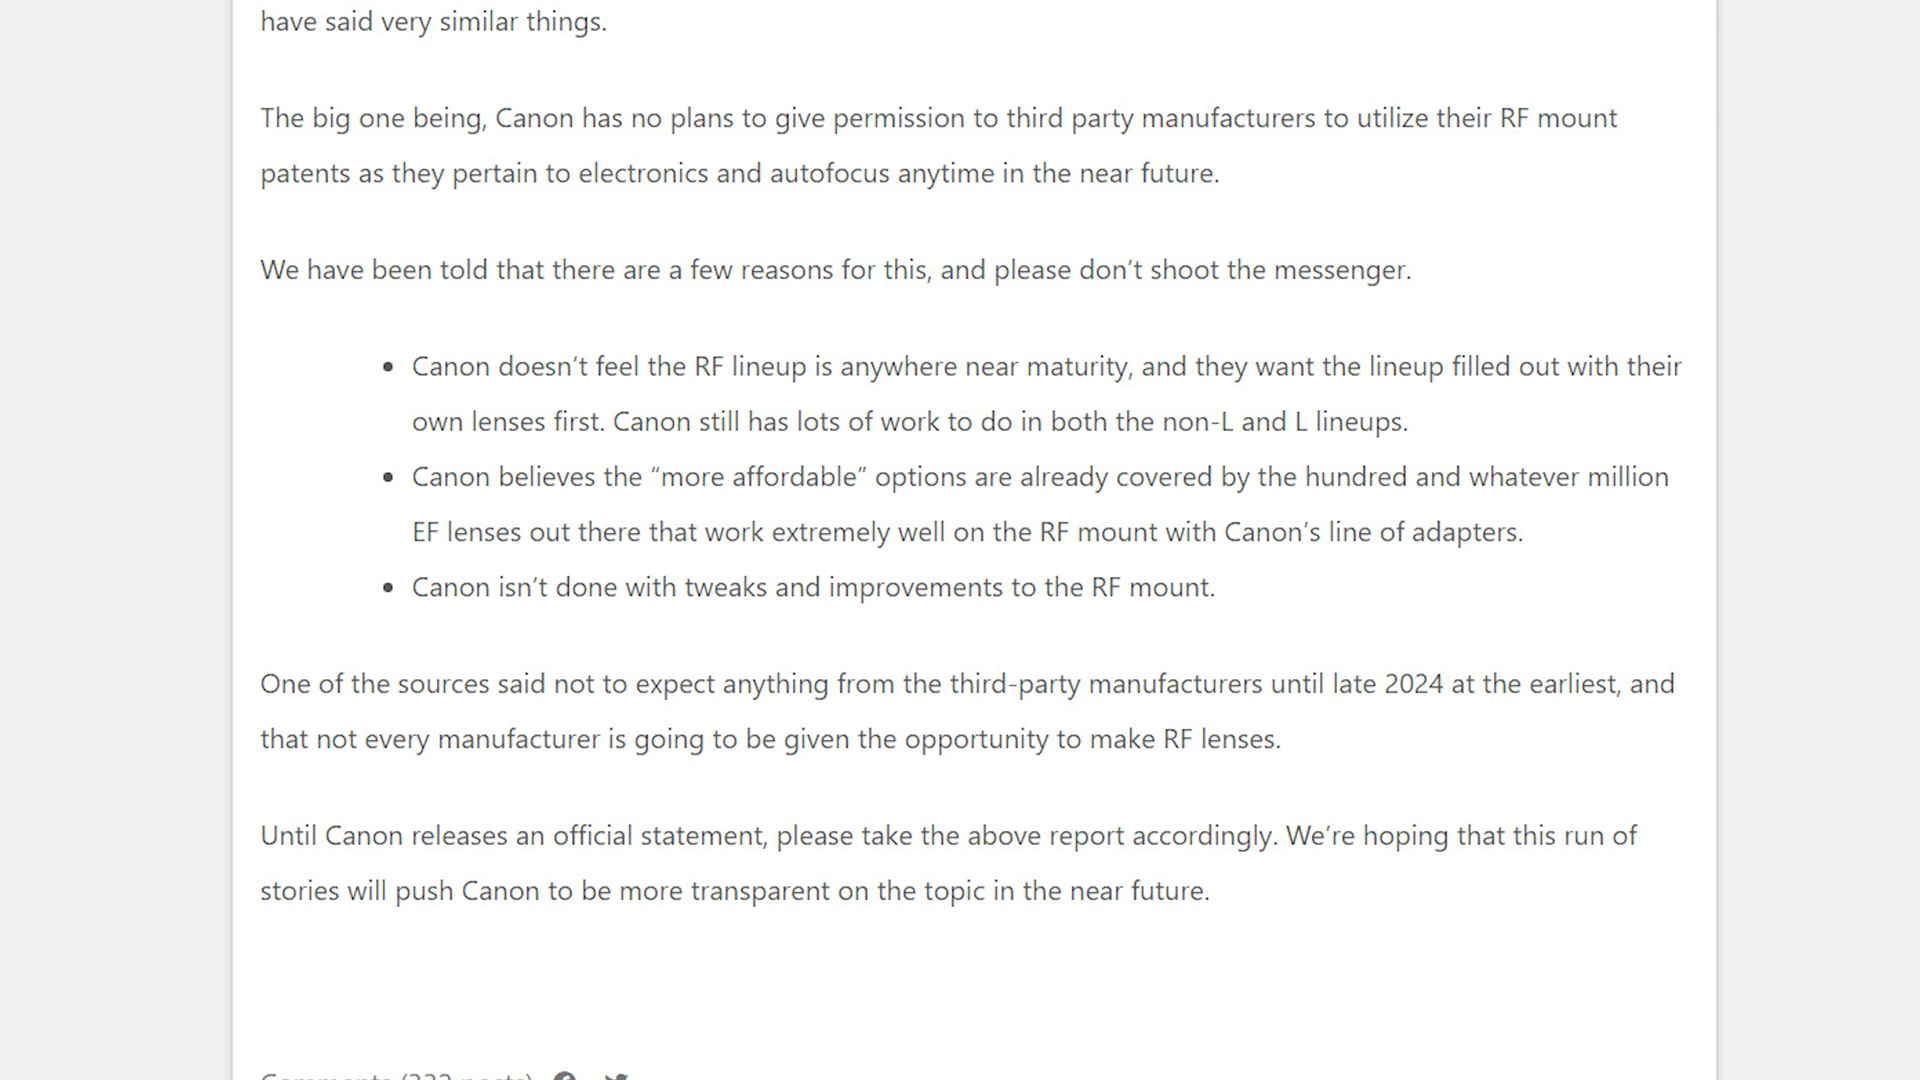 have said very similar things.
The big one being, Canon has no plans to give permission to third party manufacturers to utilize their RF mount
patents as they pertain to electronics and autofocus anytime in the near future.
We have been told that there are a few reasons for this, and please don’t shoot the messenger.
• Canon doesn’t feel the RF lineup is anywhere near maturity, and they want the lineup filled out with their
own lenses first. Canon still has lots of work to do in both the non-L and L lineups.
• Canon believes the “more affordable” options are already covered by the hundred and whatever million
EF lenses out there that work extremely well on the RF mount with Canon’s line of adapters.
• Canon isn’t done with tweaks and improvements to the RF mount.
One of the sources said not to expect anything from the third-party manufacturers until late 2024 at the earliest, and
that not every manufacturer is going to be given the opportunity to make RF lenses.
Until Canon releases an official statement, please take the above report accordingly. We’re hoping that this run of
stories will push Canon to be more transparent on the topic in the near future.
Comments